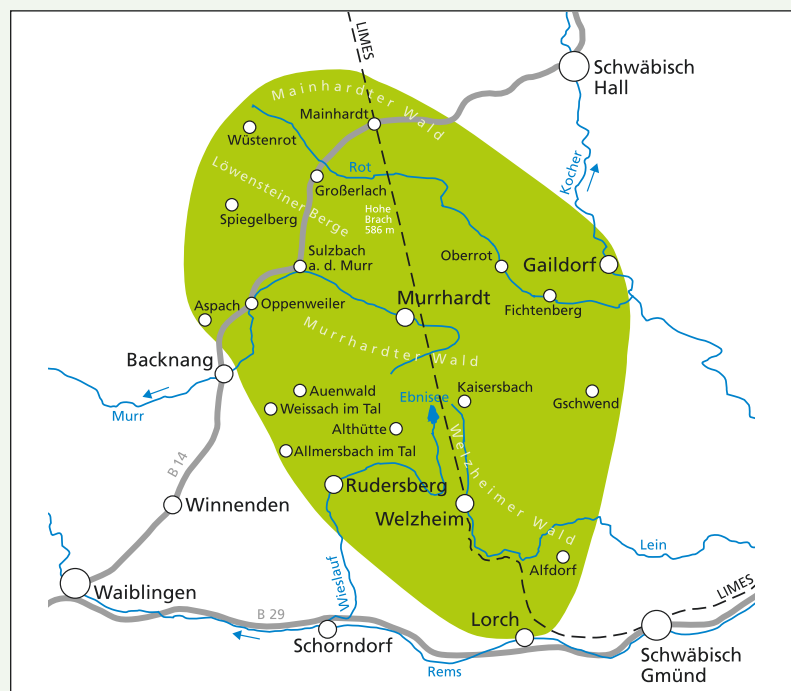 LIMES
Schwäbisch
Hall
Mainhardter Wald
Mainhardt
Wüstenrot
Rot
Kocher
Löwensteiner Berge
Großerlach
Spiegelberg
Hohe
Brach
586 m
Sulzbach
a. d. Murr
Oberrot
Gaildorf
Aspach
Oppenweiler
Murrhardt
Fichtenberg
Murrhardter Wald
Backnang
Murr
Auenwald
Ebnisee
Kaisersbach
Gschwend
Weissach im Tal
Althütte
Allmersbach im Tal
Welzheimer Wald
B 14
Rudersberg
Winnenden
Welzheim
Lein
Alfdorf
Wieslauf
Waiblingen
LIMES
B 29
Lorch
Schorndorf
Rems
Schwäbisch
Gmünd